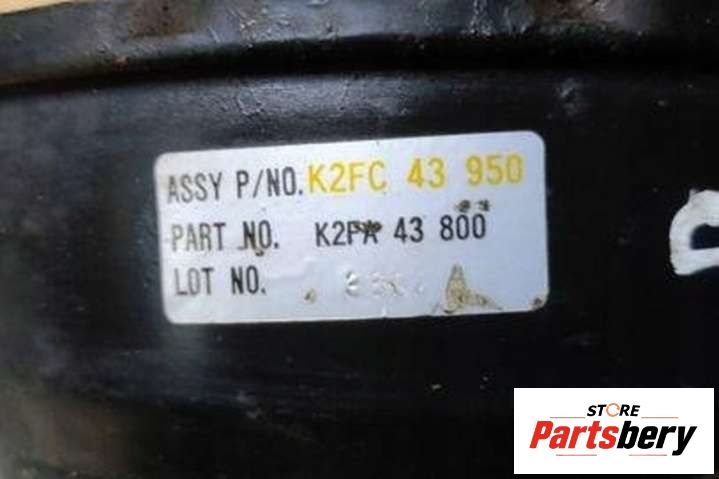 ASSY P/NO. K2FC 43 950
PART NO. K2FA 43 800
LOT NO.
STORE
Partsbery